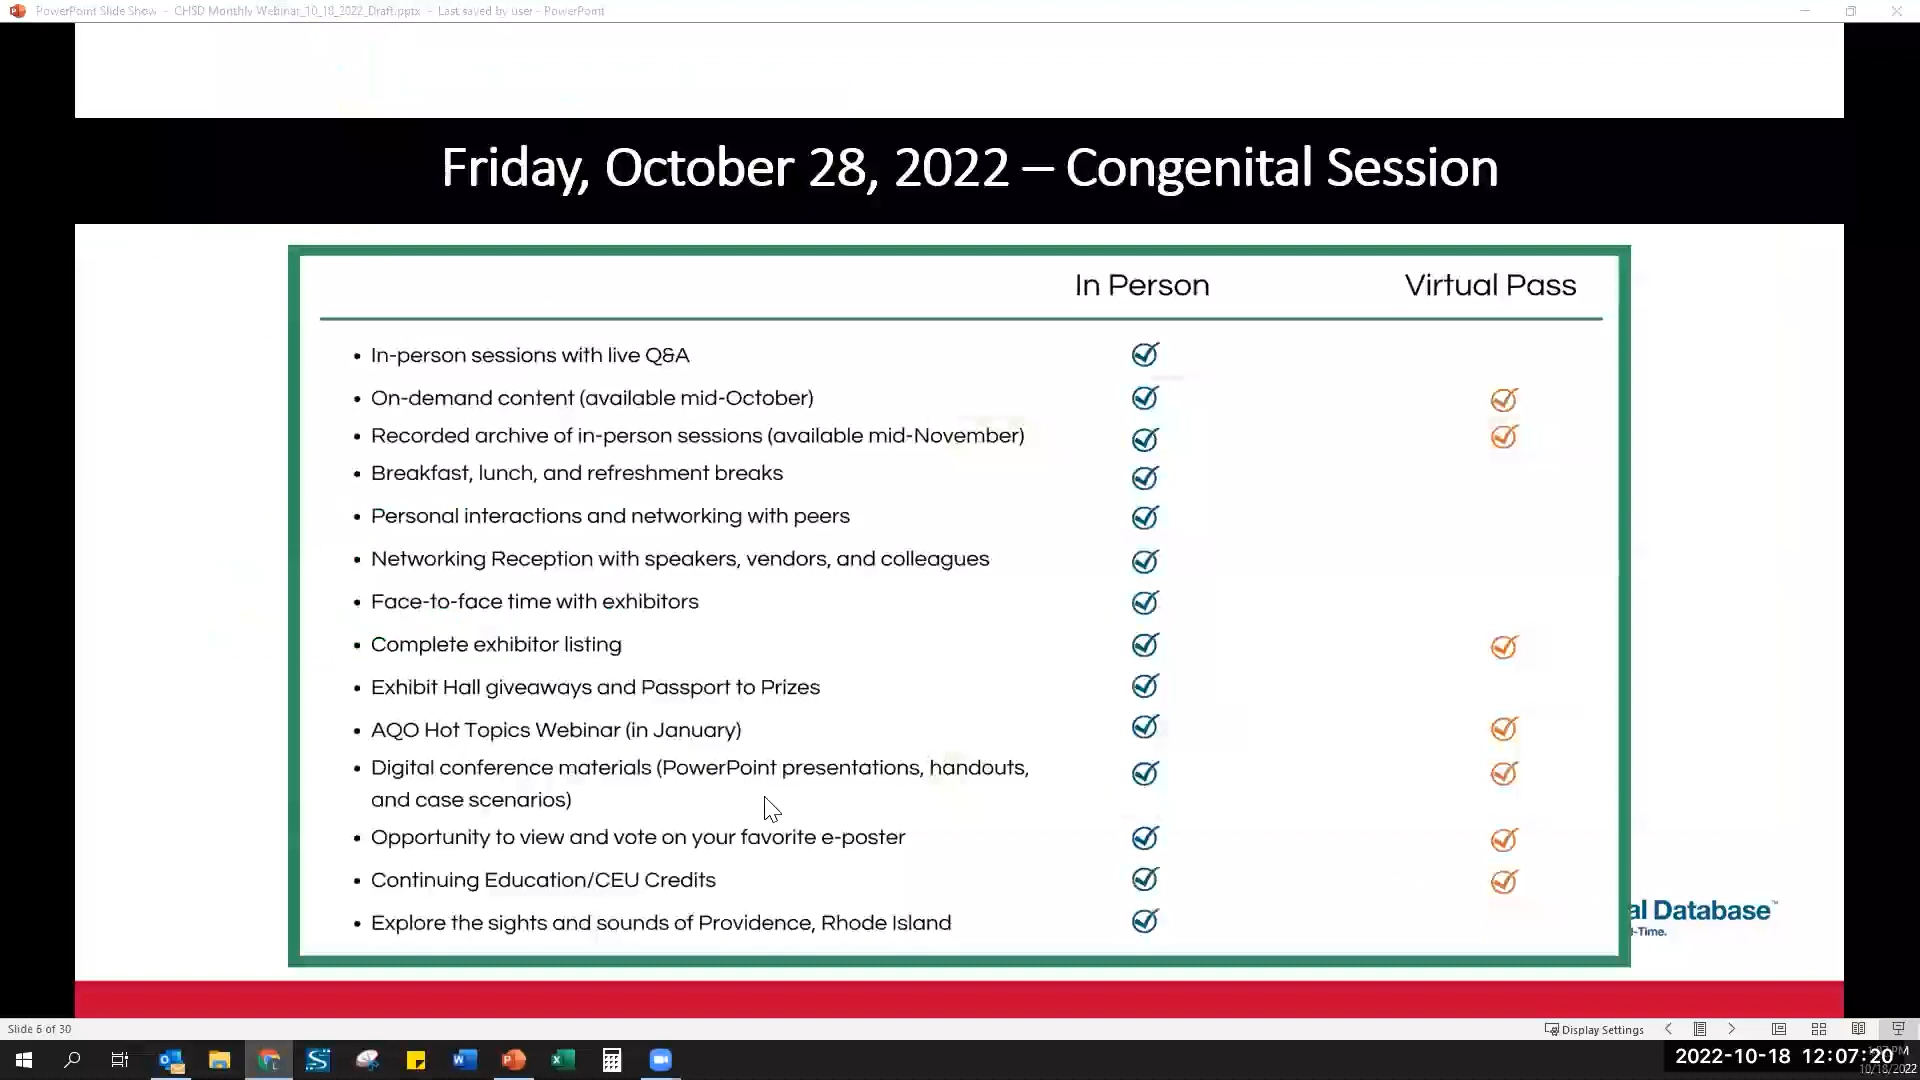 PowerPoint Slide Show - CHSD Monthly Webinar_10_18_2022_Draft.pptx - Last saved by user - PowerPoint
Friday, October 28, 2022 – Congenital Session
In Person Virtual Pass
• In-person sessions with live Q&A
• On-demand content (available mid-October)
• Recorded archive of in-person sessions (available mid-November)
• Breakfast, lunch, and refreshment breaks
• Personal interactions and networking with peers
• Networking Reception with speakers, vendors, and colleagues
• Face-to-face time with exhibitors
• Complete exhibitor listing
• Exhibit Hall giveaways and Passport to Prizes
• AQO Hot Topics Webinar (in January)
• Digital conference materials (PowerPoint presentations, handouts,
and case scenarios)
• Opportunity to view and vote on your favorite e-poster
• Continuing Education/CEU Credits
• Explore the sights and sounds of Providence, Rhode Island
al Database™
-Time.
Slide 6 of 30
Display Settings
2022-10-18 12:07:20
10/18/2022